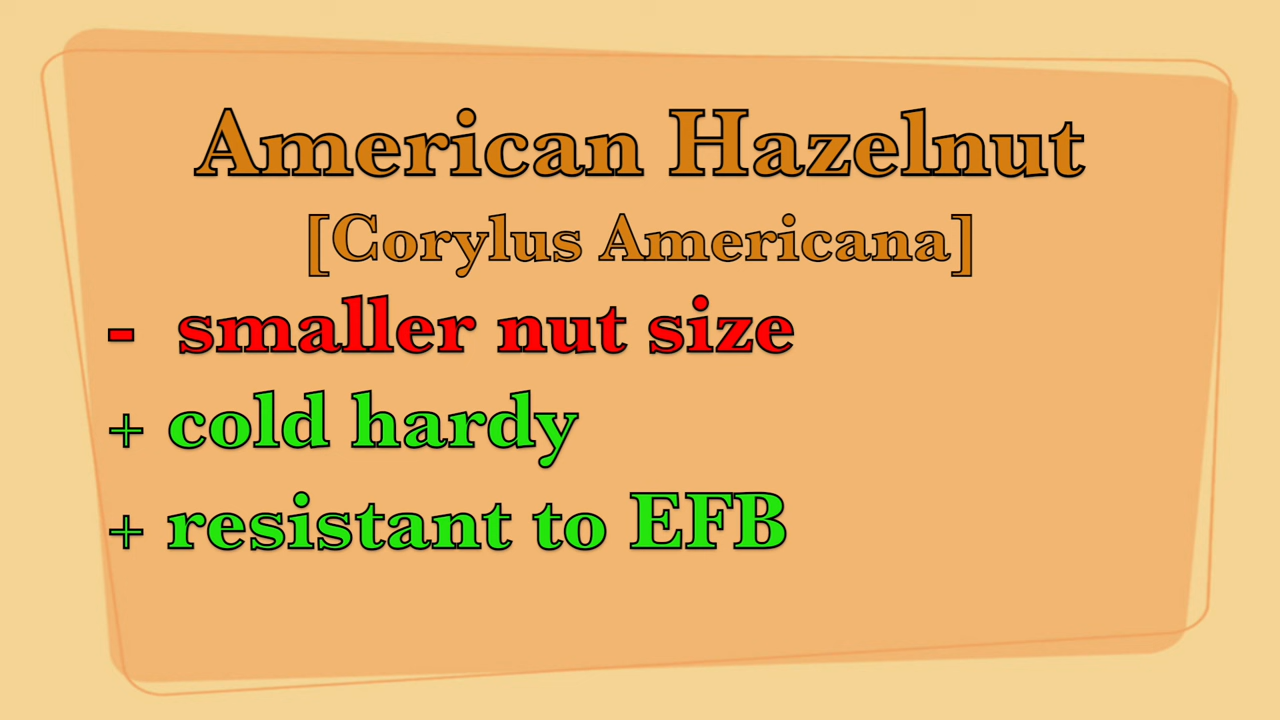 American Hazelnut
[Corylus Americana]
- smaller nut size
+ cold hardy
+ resistant to EFB